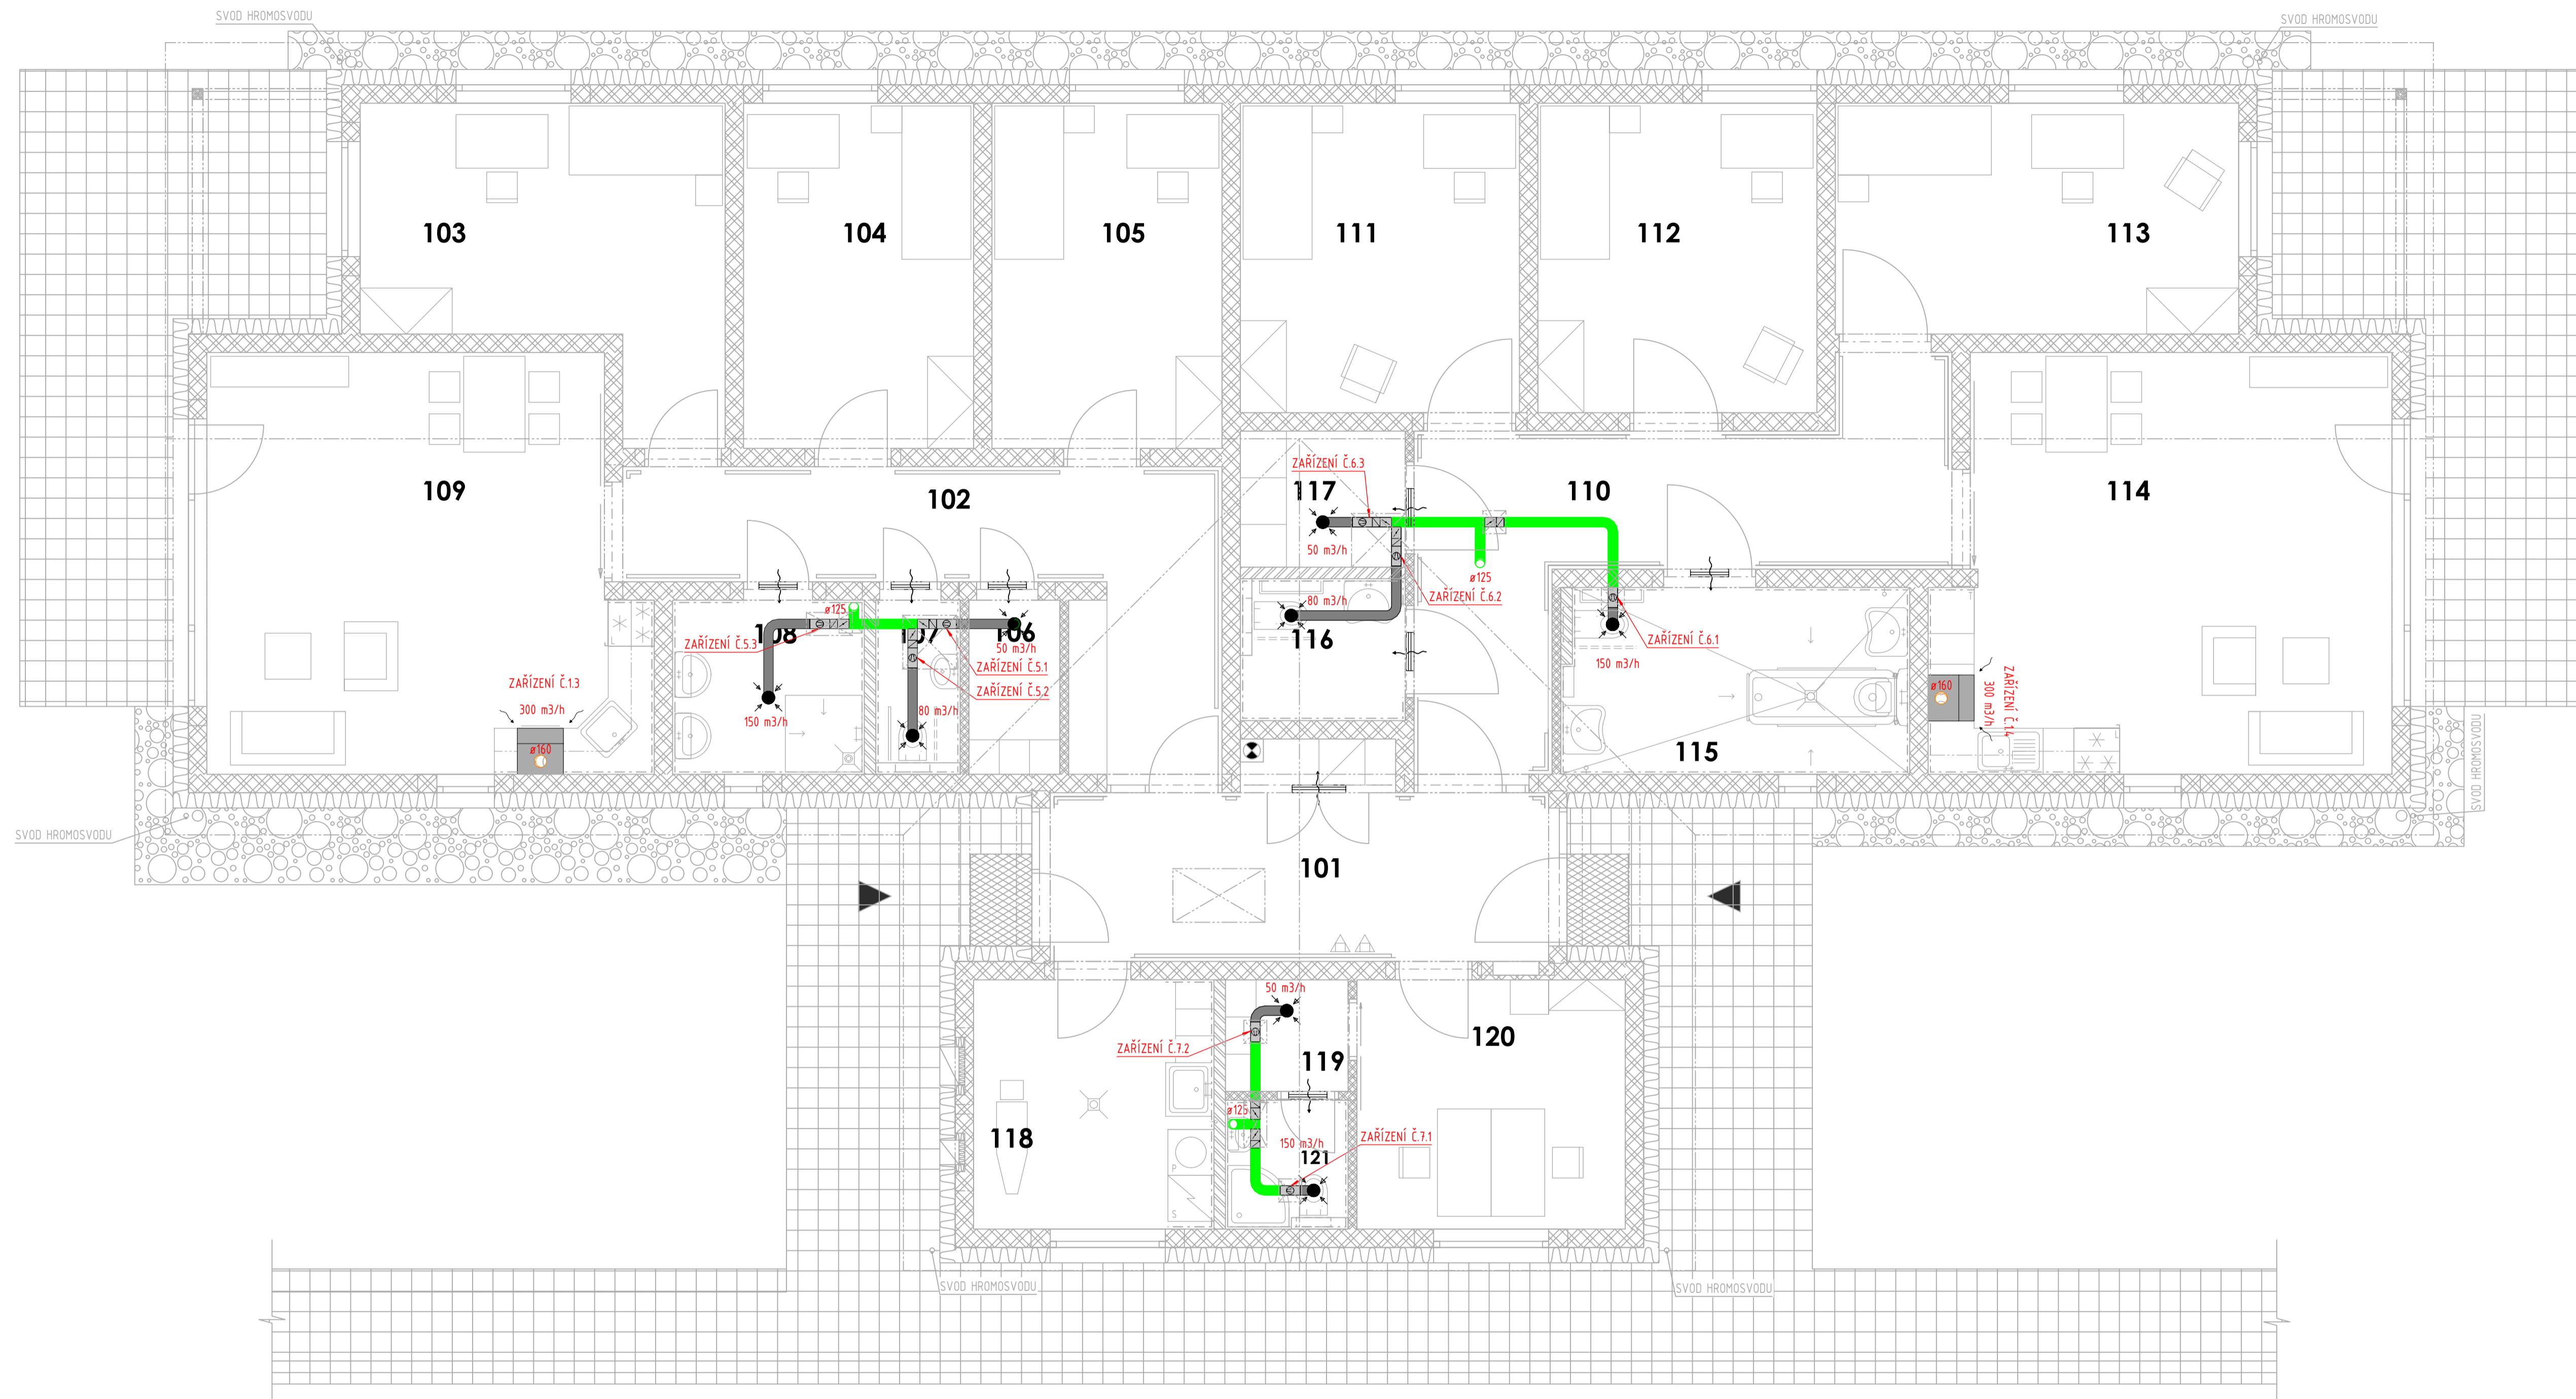 SVOD HROMOSVODU
SVOD HROMOSVODU
103
104
105
111
112
113
109
102
ZAŘÍZENÍ Č.6.3
117
110
114
50 m3/h
ø125
80 m3/h
ZAŘÍZENÍ Č.6.2
116
ø125
108
107
106
ZAŘÍZENÍ Č.5.3
50 m3/h
ZAŘÍZENÍ Č.5.1
ZAŘÍZENÍ Č.5.2
ZAŘÍZENÍ Č.6.1
150 m3/h
ZAŘÍZENÍ Č.1.3
300 m3/h
ø160
150 m3/h
80 m3/h
ø160
300 m3/h
ZAŘÍZENÍ Č.1.4
115
SVOD HROMOSVODU
SVOD HROMOSVODU
101
50 m3/h
120
ZAŘÍZENÍ Č.7.2
119
ø125
118
150 m3/h
ZAŘÍZENÍ Č.7.1
121
P
S
SVOD HROMOSVODU
SVOD HROMOSVODU